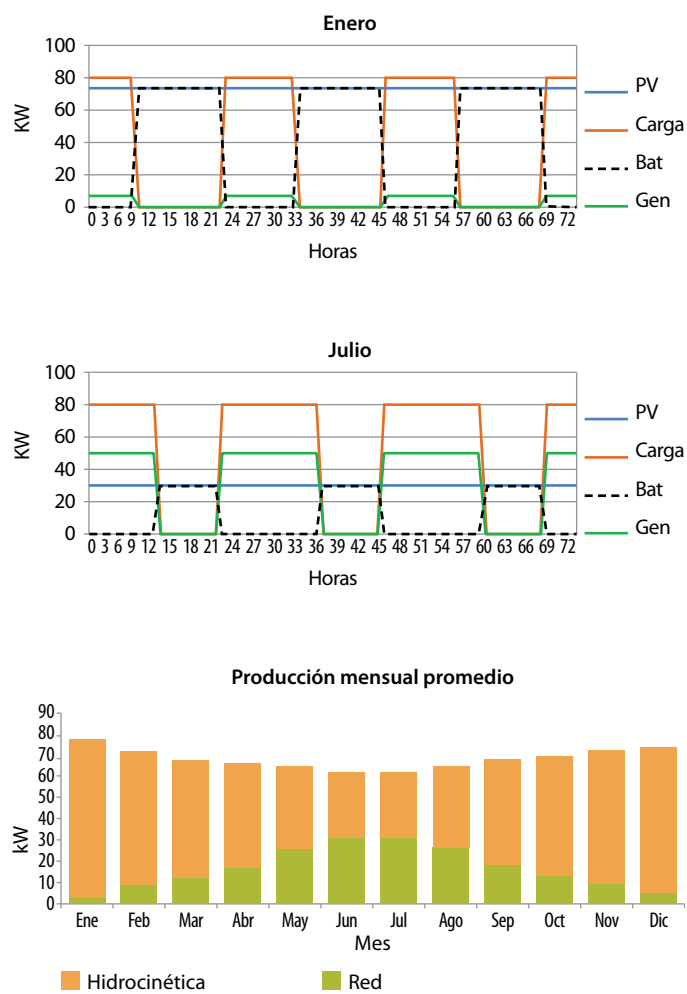 Enero
100
80
60
40
20
0
KW
0 3 6 9 12 15 18 21 24 27 30 33 36 39 42 45 48 51 54 57 60 63 66 69 72
Horas
PV
Carga
Bat
Gen
Julio
100
80
60
40
20
0
KW
0 3 6 9 12 15 18 21 24 27 30 33 36 39 42 45 48 51 54 57 60 63 66 69 72
Horas
PV
Carga
Bat
Gen
Producción mensual promedio
90
80
70
60
50
40
30
20
10
0
kW
Ene Feb Mar Abr May Jun Jul Ago Sep Oct Nov Dic
Mes
Hidrocinética Red